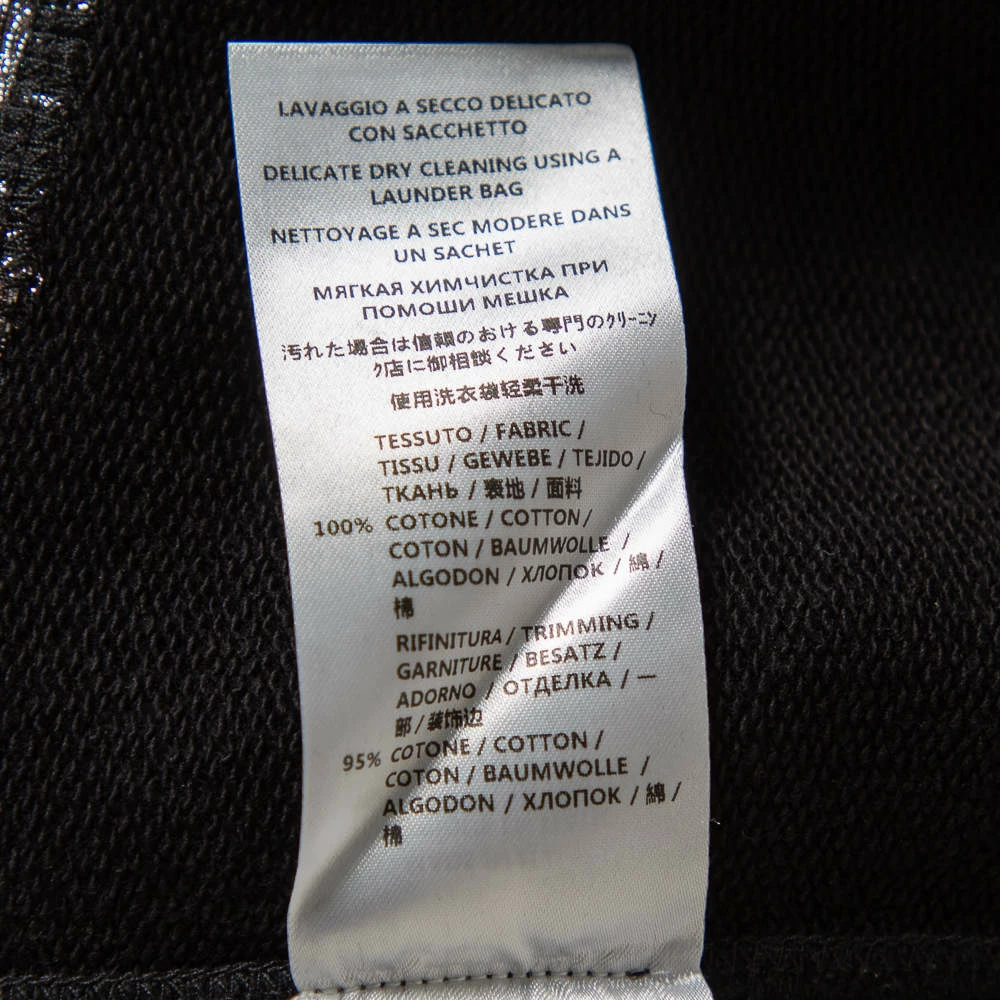 LAVAGGIO A SECCO DELICATO
CON SACCHETTO
DELICATE DRY CLEANING USING A
LAUNDER BAG
NETTOYAGE A SEC MODERE DANS
UN SACHET
МЯГКАЯ ХИМЧИСТКА ПРИ
ПОМОШИ МЕШКА
汚れた場合は信頼のおける専門のクリーニン
ク店に御相談ください
使用洗衣袋轻柔干洗
TESSUTO / FABRIC /
TISSU / GEWEBE / TEJIDO /
ТКАНЬ / 表地 / 面料
100% COTONE / COTTON /
COTON / BAUMWOLLE /
ALGODON / ХЛОПОК / 綿 /
棉
RIFINITURA / TRIMMING /
GARNITURE / BESATZ /
ADORNO / ОТДЕЛКА / 一
部 / 装饰边
95% COTONE / COTTON /
COTON / BAUMWOLLE /
ALGODON / ХЛОПОК / 綿 /
棉